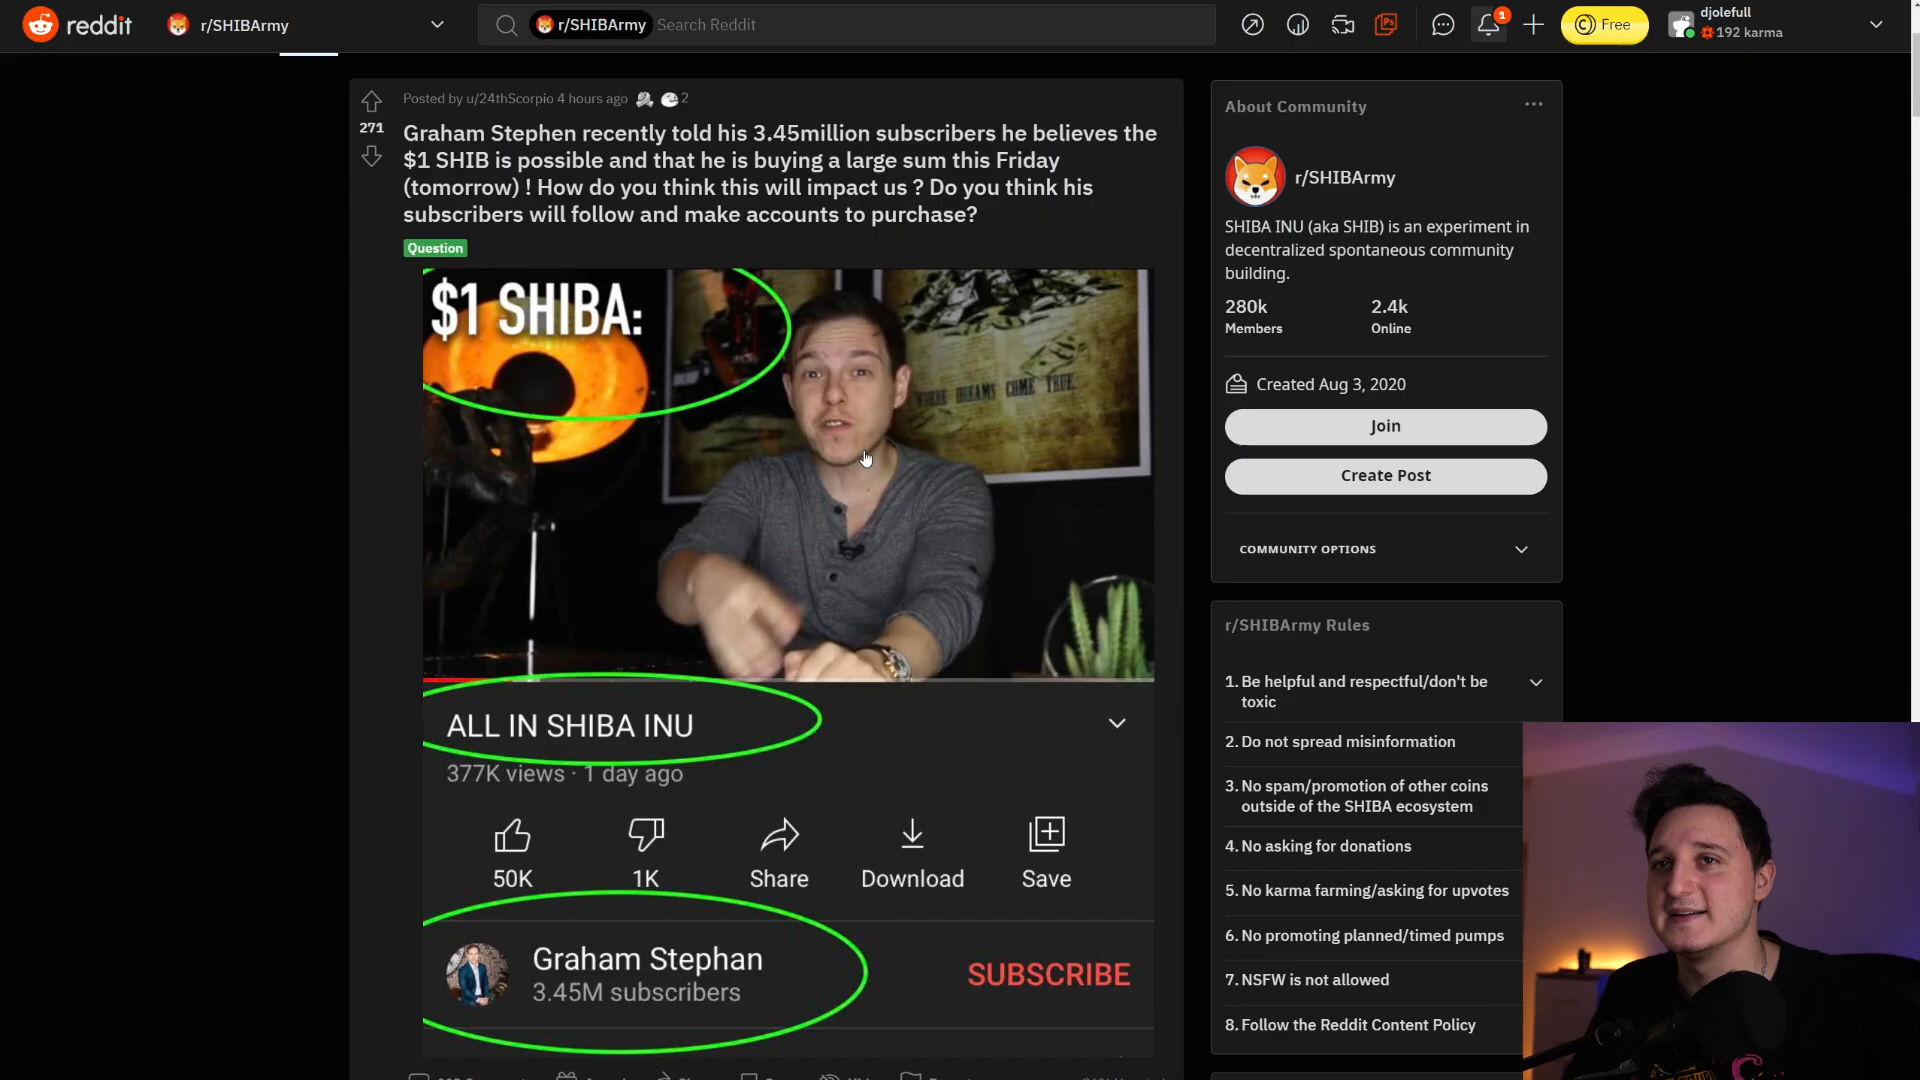 reddit
r/SHIBArmy
r/SHIBArmy Search Reddit
Ps
1
Free
djolefull
192 karma
Posted by u/24thScorpio 4 hours ago 2
271
Graham Stephen recently told his 3.45million subscribers he believes the
$1 SHIB is possible and that he is buying a large sum this Friday
(tomorrow) ! How do you think this will impact us ? Do you think his
subscribers will follow and make accounts to purchase?
Question
$1 SHIBA:
WHERE DREAMS COME TRUE.
ALL IN SHIBA INU
377K views · 1 day ago
50K
1K
Share
Download
Save
Graham Stephan
3.45M subscribers
SUBSCRIBE
About Community
r/SHIBArmy
SHIBA INU (aka SHIB) is an experiment in
decentralized spontaneous community
building.
280k
Members
2.4k
Online
Created Aug 3, 2020
Join
Create Post
COMMUNITY OPTIONS
r/SHIBArmy Rules
1. Be helpful and respectful/don't be
toxic
2. Do not spread misinformation
3. No spam/promotion of other coins
outside of the SHIBA ecosystem
4. No asking for donations
5. No karma farming/asking for upvotes
6. No promoting planned/timed pumps
7. NSFW is not allowed
8. Follow the Reddit Content Policy